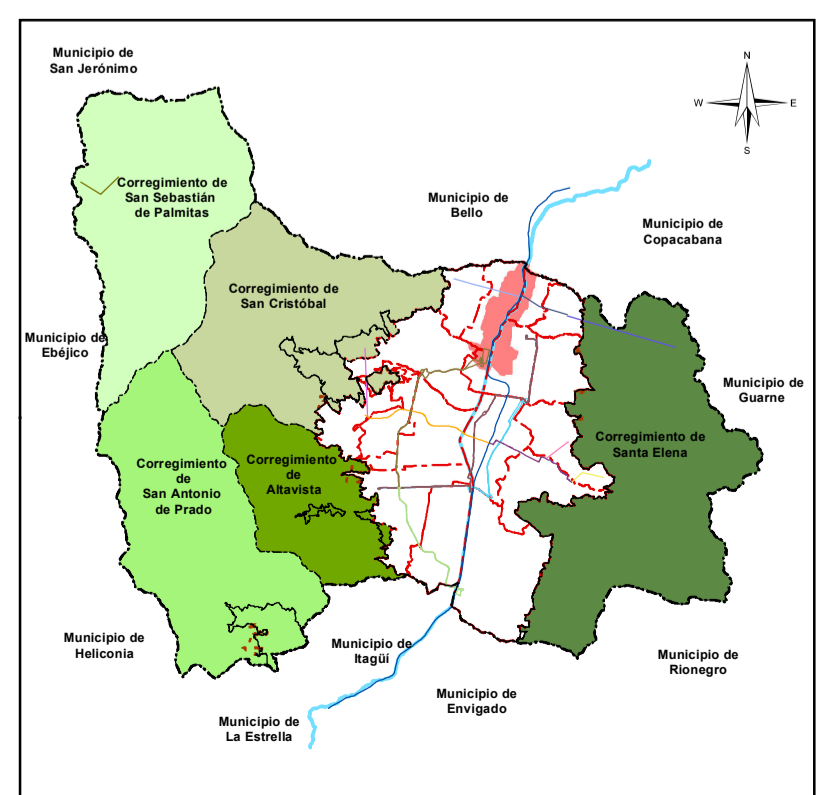 Municipio de
San Jerónimo
N
W
E
S
Corregimiento de
San Sebastián
de Palmitas
Municipio de
Bello
Municipio de
Copacabana
Corregimiento de
San Cristóbal
Municipio de
Ebéjico
Municipio de
Guarne
Corregimiento de
Santa Elena
Corregimiento
de
Altavista
Corregimiento
de
San Antonio
de Prado
Municipio de
Heliconia
Municipio de
Itagüí
Municipio de
Rionegro
Municipio de
Envigado
Municipio de
La Estrella